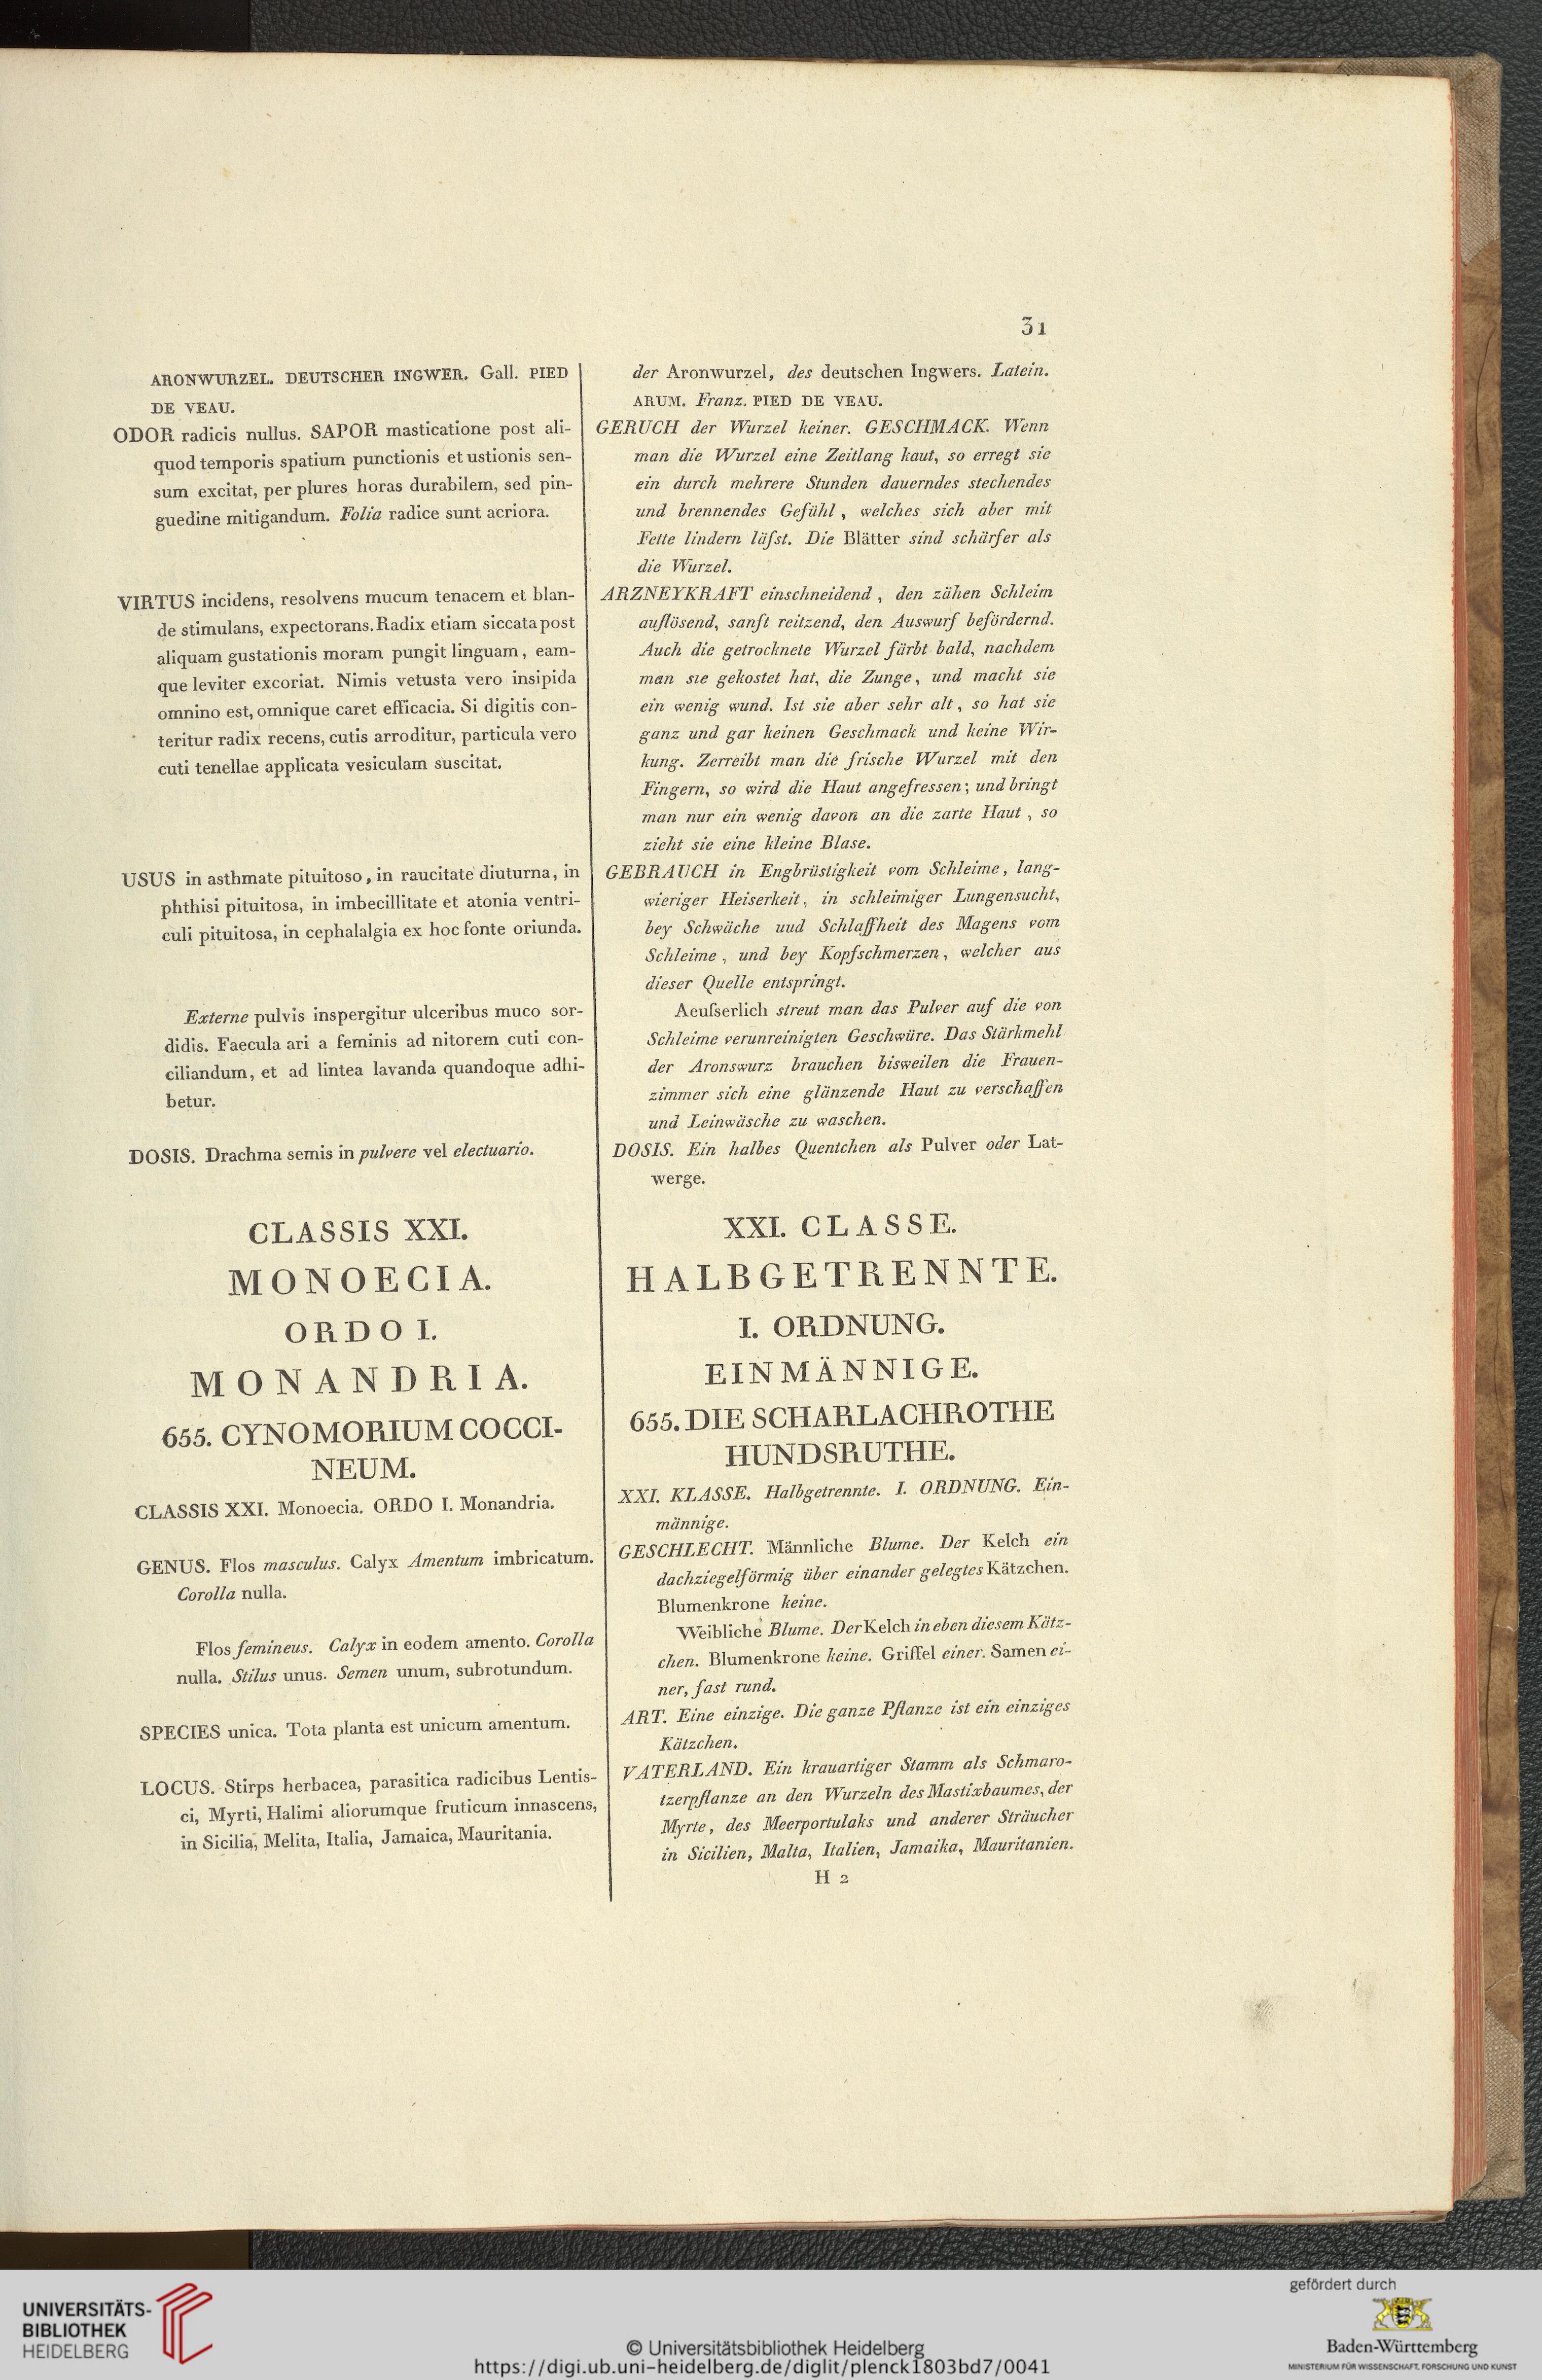 31
ARONWURZEL. DEUTSCHER INGWER. Gall. PIED
DE VEAU.
ODOR radicis nullus. SAPOR masticatione post ali-
quod temporis spatium punctionis et ustionis sen-
sum excitat, per plures horas durabilem, sed pin-
guedine mitigandum. Folia radice sunt acriora.
VIRTUS incidens, resolvens mucum tenacem et blan-
de stimulans, expectorans. Radix etiam siccata post
aliquam gustationis moram pungit linguam, eam-
que leviter excoriat. Nimis vetusta vero insipida
omnino est, omnique caret efficacia. Si digitis con-
teritur radix recens, cutis arroditur, particula vero
cuti tenellae applicata vesiculam suscitat.
USUS in asthmate pituitoso, in raucitate diuturna, in
phthisi pituitosa, in imbecillitate et atonia ventri-
culi pituitosa, in cephalalgia ex hoc fonte oriunda.
Externe pulvis inspergitur ulceribus muco sor-
didis. Faecula ari a feminis ad nitorem cuti con-
ciliandum, et ad lintea lavanda quandoque adhi-
betur.
DOSIS. Drachma semis in pulvere vel electuario.
CLASSIS XXI.
MONOECIA.
ORDO I.
MONANDRIA.
655. CYNOMORIUM COCCI-
NEUM.
CLASSIS XXI. Monoecia. ORDO I. Monandria.
GENUS. Flos masculus. Calyx Amentum imbricatum.
Corolla nulla.
Flos femineus. Calyx in eodem amento. Corolla
nulla. Stilus unus. Semen unum, subrotundum.
SPECIES unica. Tota planta est unicum amentum.
LOCUS. Stirps herbacea, parasitica radicibus Lentis-
ci, Myrti, Halimi aliorumque fruticum innascens,
in Sicilia, Melita, Italia, Jamaica, Mauritania.
der Aronwurzel, des deutschen Ingwers. Latein.
ARUM. Franz. PIED DE VEAU.
GERUCH der Wurzel keiner. GESCHMACK. Wenn
man die Wurzel eine Zeitlang kaut, so erregt sie
ein durch mehrere Stunden dauerndes stechendes
und brennendes Gefühl, welches sich aber mit
Fette lindern läſst. Die Blätter sind schärfer als
die Wurzel.
ARZNEYKRAFT einschneidend, den zähen Schleim
auflösend, sanft reitzend, den Auswurf befördernd.
Auch die getrocknete Wurzel färbt bald, nachdem
man sie gekostet hat, die Zunge, und macht sie
ein wenig wund. Ist sie aber sehr alt, so hat sie
ganz und gar keinen Geschmack und keine Wir-
kung. Zerreibt man die frische Wurzel mit den
Fingern, so wird die Haut angefressen; und bringt
man nur ein wenig davon an die zarte Haut, so
zieht sie eine kleine Blase.
GEBRAUCH in Engbrüstigkeit vom Schleime, lang-
wieriger Heiserkeit, in schleimiger Lungensucht,
bey Schwäche uud Schlaffheit des Magens vom
Schleime, und bey Kopfschmerzen, welcher aus
dieser Quelle entspringt.
Aeuſserlich streut man das Pulver auf die von
Schleime verunreinigten Geschwüre. Das Stärkmehl
der Aronswurz brauchen bisweilen die Frauen-
zimmer sich eine glänzende Haut zu verschaffen
und Leinwäsche zu waschen.
DOSIS. Ein halbes Quentchen als Pulver oder Lat-
werge.
XXI. CLASSE.
HALBGETRENNTE.
I. ORDNUNG.
EINMÄNNIGE.
655. DIE SCHARLACHROTHE
HUNDSRUTHE.
XXI. KLASSE. Halbgetrennte. I. ORDNUNG. Ein-
männige.
GESCHLECHT. Männliche Blume. Der Kelch ein
dachziegelförmig über einander gelegtes Kätzchen.
Blumenkrone keine.
Weibliche Blume. Der Kelch in eben diesem Kätz-
chen. Blumenkrone keine. Griffel einer. Samen ei-
ner, fast rund.
ART. Eine einzige. Die ganze Pflanze ist ein einziges
Kätzchen.
VATERLAND. Ein krauartiger Stamm als Schmaro-
tzerpflanze an den Wurzeln des Mastixbaumes, der
Myrte, des Meerportulaks und anderer Sträucher
in Sicilien, Malta, Italien, Jamaika, Mauritanien.
H 2
UNIVERSITÄTS-
BIBLIOTHEK
HEIDELBERG
© Universitätsbibliothek Heidelberg
https://digi.ub.uni-heidelberg.de/diglit/plenck1803bd7/0041
gefördert durch
Baden-Württemberg
MINISTERIUM FÜR WISSENSCHAFT, FORSCHUNG UND KUNST